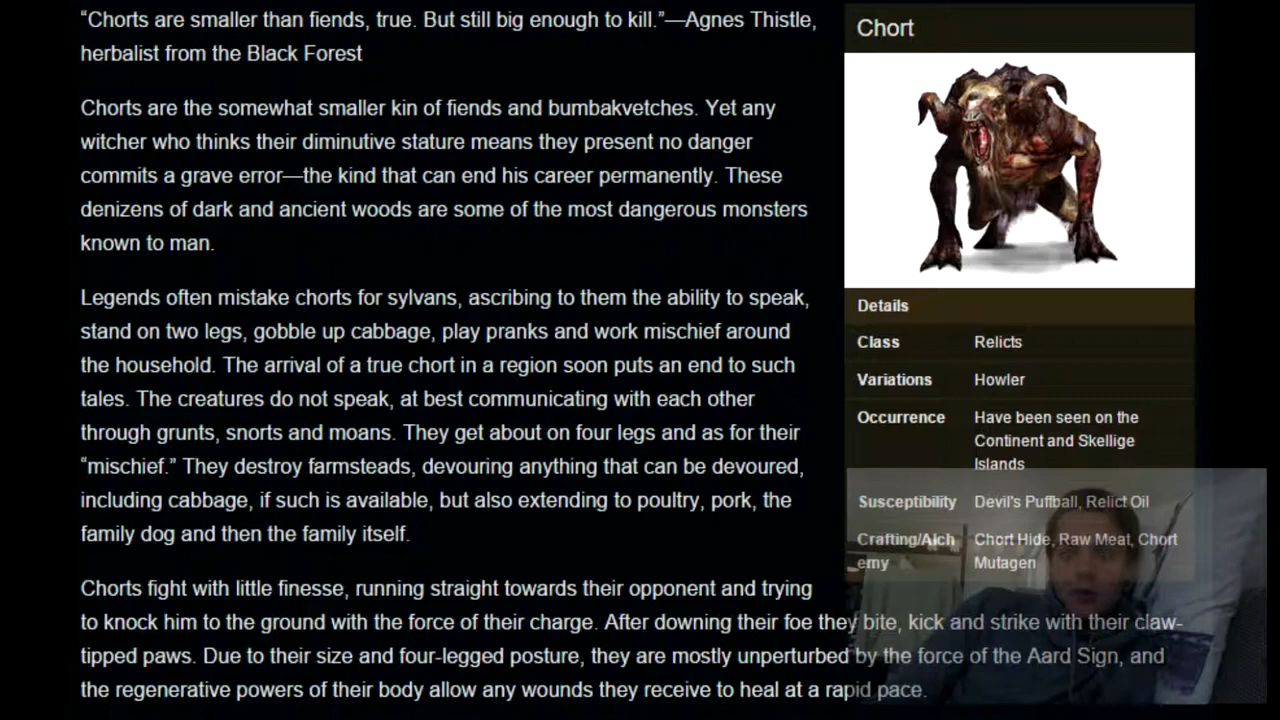 “Chorts are smaller than fiends, true. But still big enough to kill.”—Agnes Thistle,
herbalist from the Black Forest
Chorts are the somewhat smaller kin of fiends and bumbakvetches. Yet any
witcher who thinks their diminutive stature means they present no danger
commits a grave error—the kind that can end his career permanently. These
denizens of dark and ancient woods are some of the most dangerous monsters
known to man.
Legends often mistake chorts for sylvans, ascribing to them the ability to speak,
stand on two legs, gobble up cabbage, play pranks and work mischief around
the household. The arrival of a true chort in a region soon puts an end to such
tales. The creatures do not speak, at best communicating with each other
through grunts, snorts and moans. They get about on four legs and as for their
“mischief.” They destroy farmsteads, devouring anything that can be devoured,
including cabbage, if such is available, but also extending to poultry, pork, the
family dog and then the family itself.
Chorts fight with little finesse, running straight towards their opponent and trying
to knock him to the ground with the force of their charge. After downing their foe they bite, kick and strike with their claw-
tipped paws. Due to their size and four-legged posture, they are mostly unperturbed by the force of the Aard Sign, and
the regenerative powers of their body allow any wounds they receive to heal at a rapid pace.
Chort
Details
Class Relicts
Variations Howler
Occurrence Have been seen on the
Continent and Skellige
Islands
Susceptibility Devil's Puffball, Relict Oil
Crafting/Alch Chort Hide, Raw Meat, Chort
emy Mutagen